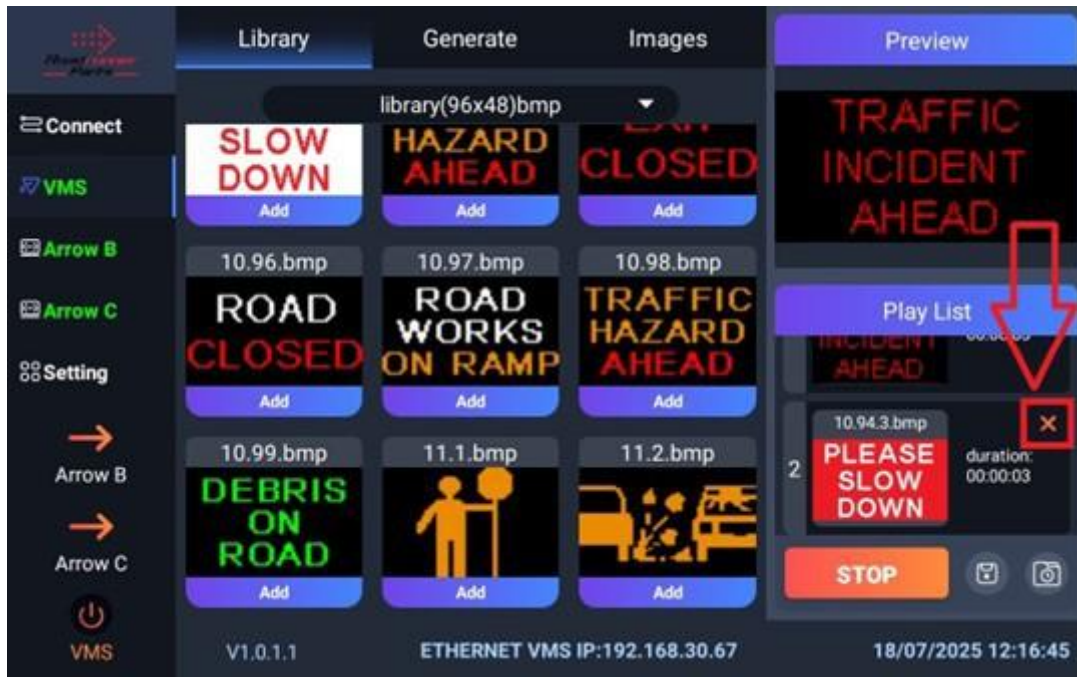 Library
Generate
Images
Preview
library(96x48)bmp
Connect
VMS
Arrow B
Arrow C
Setting
Arrow B
Arrow C
VMS
SLOW
DOWN
Add
HAZARD
AHEAD
Add
EXIT
CLOSED
Add
10.96.bmp
ROAD
CLOSED
Add
10.97.bmp
ROAD
WORKS
ON RAMP
Add
10.98.bmp
TRAFFIC
HAZARD
AHEAD
Add
10.99.bmp
DEBRIS
ON
ROAD
Add
11.1.bmp
Add
11.2.bmp
Add
TRAFFIC
INCIDENT
AHEAD
Play List
INCIDENT
AHEAD
2
10.94.3.bmp
PLEASE
SLOW
DOWN
duration:
00:00:03
STOP
V1.0.1.1
ETHERNET VMS IP:192.168.30.67
18/07/2025 12:16:45